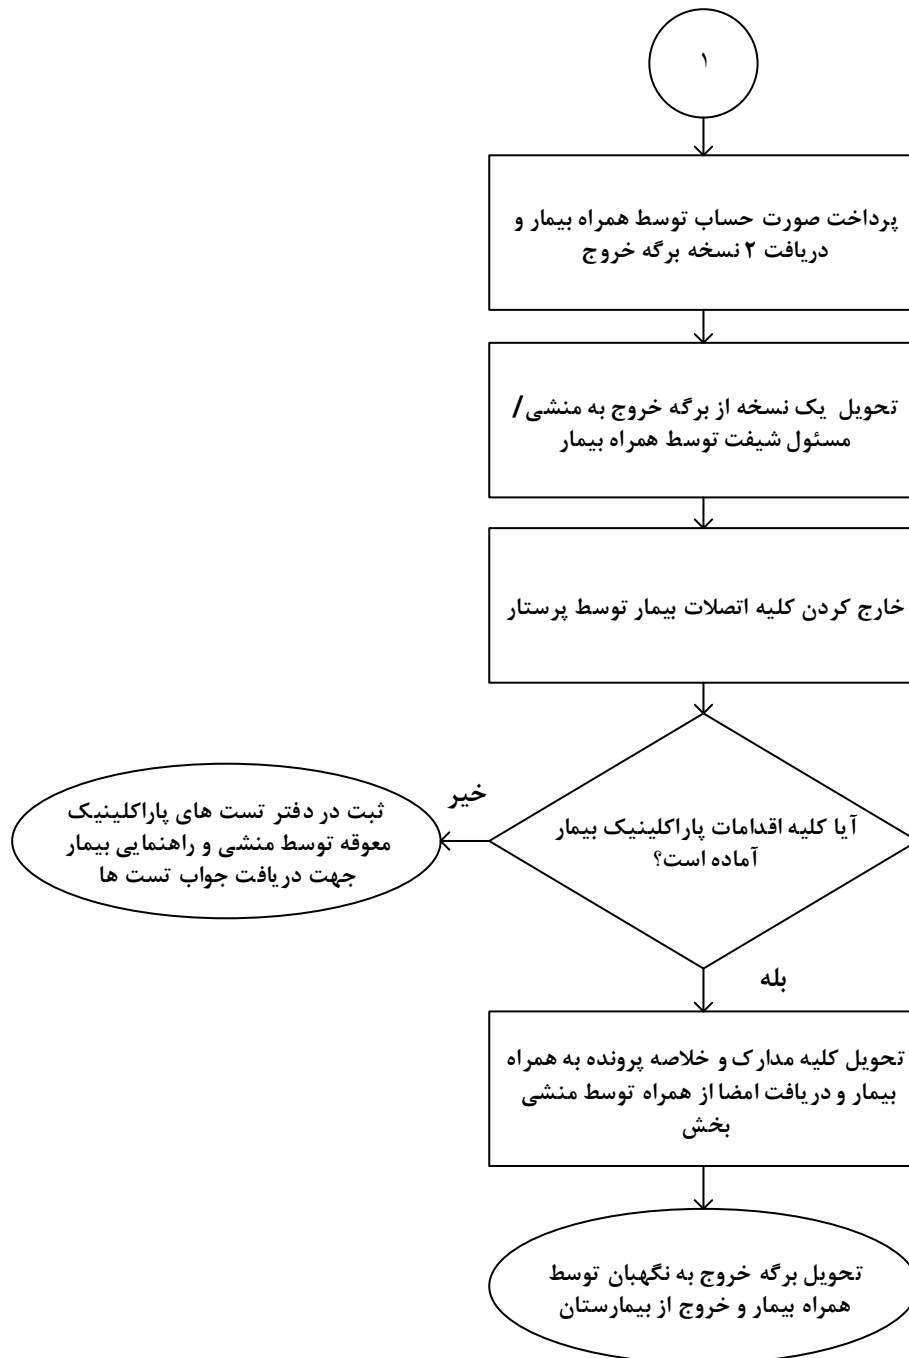 ۱
پرداخت صورت حساب توسط همراه بیمار و
دریافت ۲ نسخه برگه خروج
تحویل یک نسخه از برگه خروج به منشی/
مسئول شیفت توسط همراه بیمار
خارج کردن کلیه اتصلات بیمار توسط پرستار
آیا کلیه اقدامات پاراکلینیک بیمار
آماده است؟
خیر
ثبت در دفتر تست های پاراکلینیک
معوقه توسط منشی و راهنمایی بیمار
جهت دریافت جواب تست ها
بله
تحویل کلیه مدارک و خلاصه پرونده به همراه
بیمار و دریافت امضا از همراه توسط منشی
بخش
تحویل برگه خروج به نگهبان توسط
همراه بیمار و خروج از بیمارستان